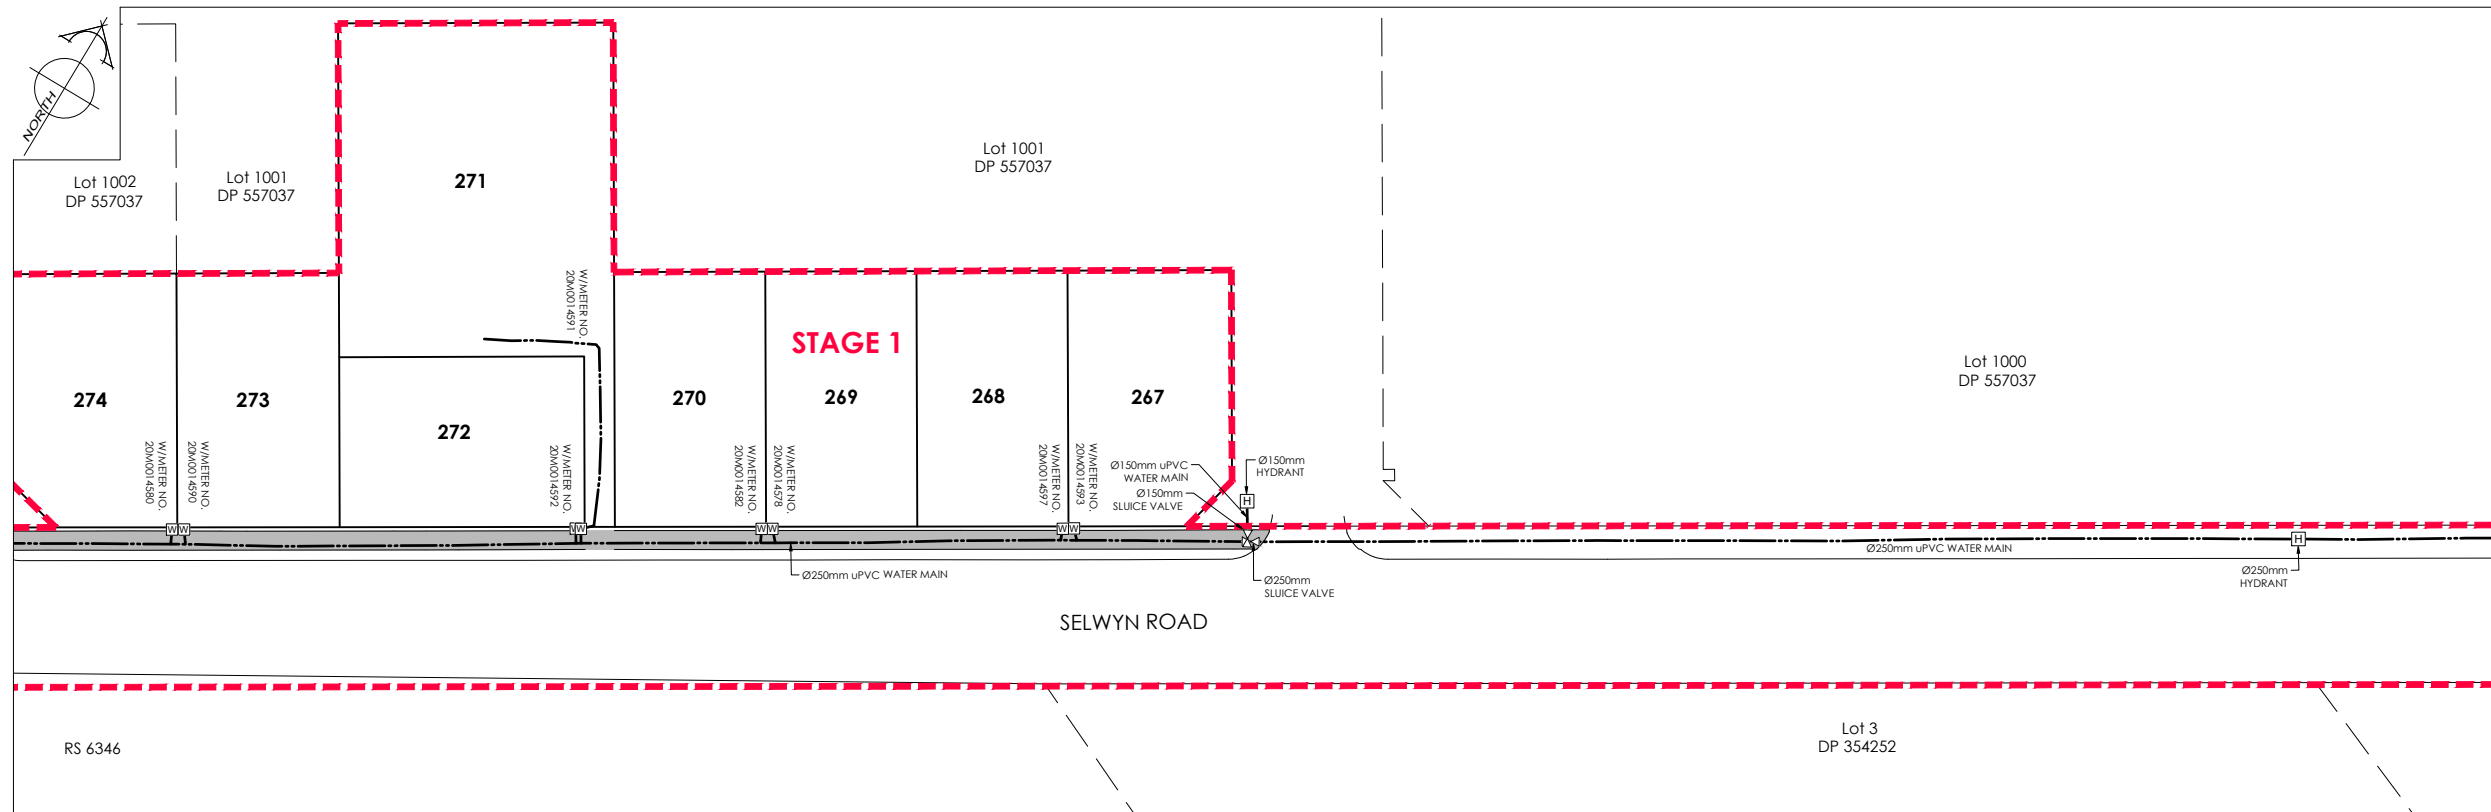 NORTH
Lot 1002
DP 557037
Lot 1001
DP 557037
271
Lot 1001
DP 557037
Lot 1000
DP 557037
STAGE 1
274
273
272
270
269
268
267
W/METER NO.
20M0014580
W/METER NO.
20M0014590
W/METER NO.
20M0014592
W/METER NO.
20M0014591
W/METER NO.
20M0014582
W/METER NO.
20M0014578
W/METER NO.
20M0014597
W/METER NO.
20M0014593
Ø150mm uPVC
WATER MAIN
Ø150mm
SLUICE VALVE
Ø150mm
HYDRANT
H
W W
W W
W W
W W
Ø250mm uPVC WATER MAIN
Ø250mm
SLUICE VALVE
Ø250mm uPVC WATER MAIN
H
Ø250mm
HYDRANT
SELWYN ROAD
RS 6346
Lot 3
DP 354252